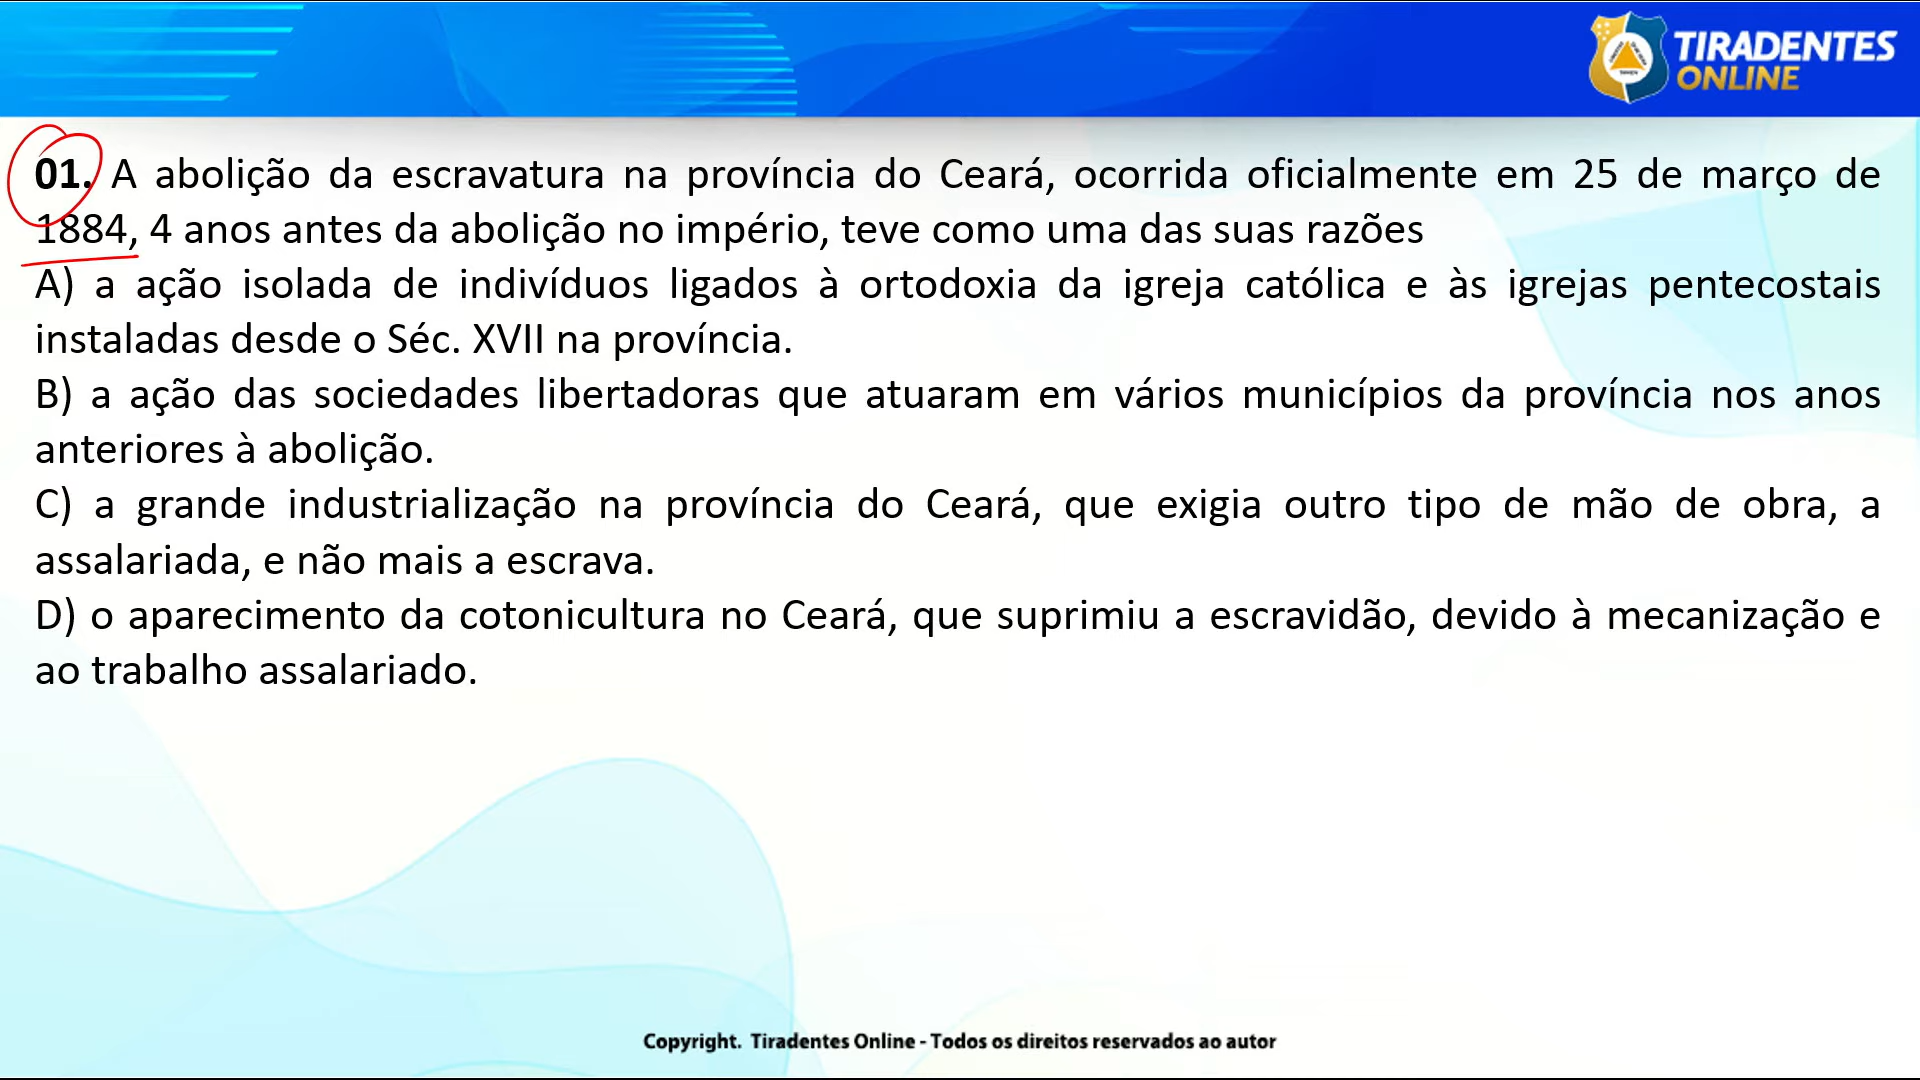 TIRADENTES
ONLINE
01. A abolição da escravatura na província do Ceará, ocorrida oficialmente em 25 de março de
1884, 4 anos antes da abolição no império, teve como uma das suas razões
A) a ação isolada de indivíduos ligados à ortodoxia da igreja católica e às igrejas pentecostais
instaladas desde o Séc. XVII na província.
B) a ação das sociedades libertadoras que atuaram em vários municípios da província nos anos
anteriores à abolição.
C) a grande industrialização na província do Ceará, que exigia outro tipo de mão de obra, a
assalariada, e não mais a escrava.
D) o aparecimento da cotonicultura no Ceará, que suprimiu a escravidão, devido à mecanização e
ao trabalho assalariado.
Copyright. Tiradentes Online - Todos os direitos reservados ao autor